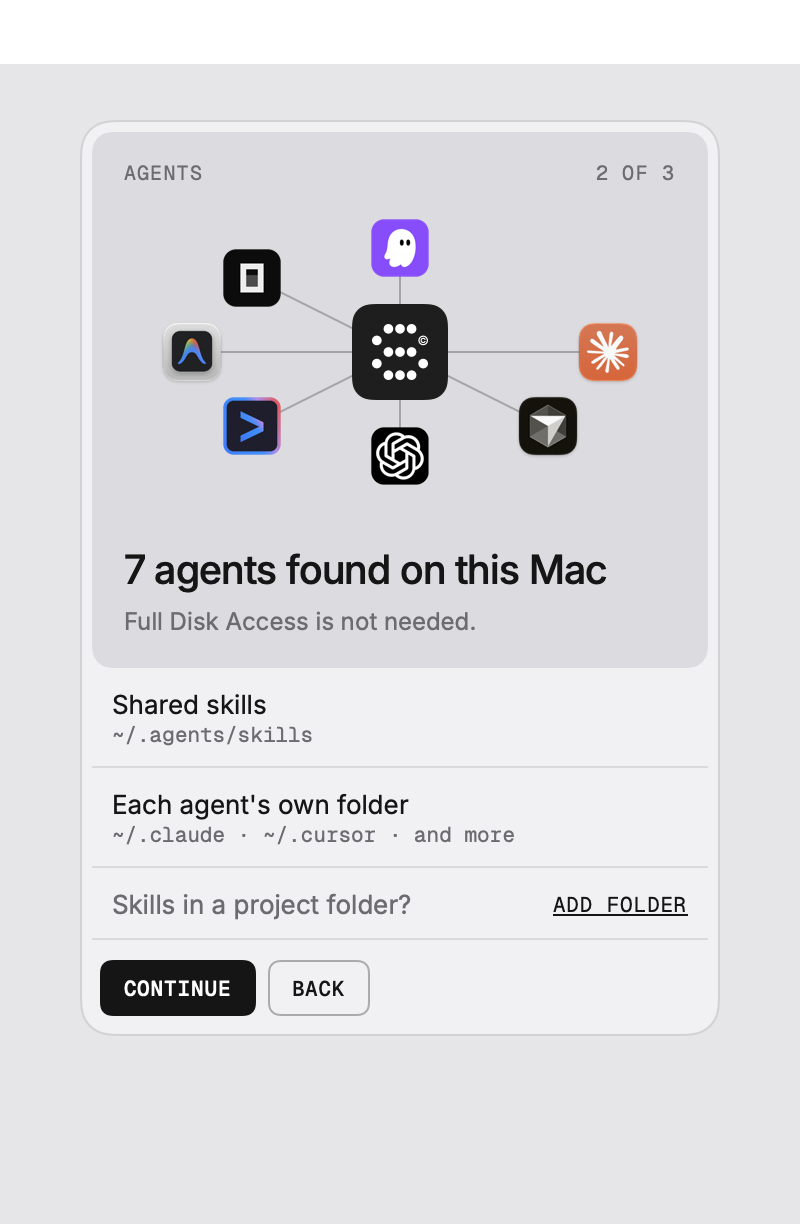 AGENTS
2 OF 3
©
7 agents found on this Mac
Full Disk Access is not needed.
Shared skills
~/.agents/skills
Each agent's own folder
~/.claude · ~/.cursor · and more
Skills in a project folder?
ADD FOLDER
CONTINUE
BACK